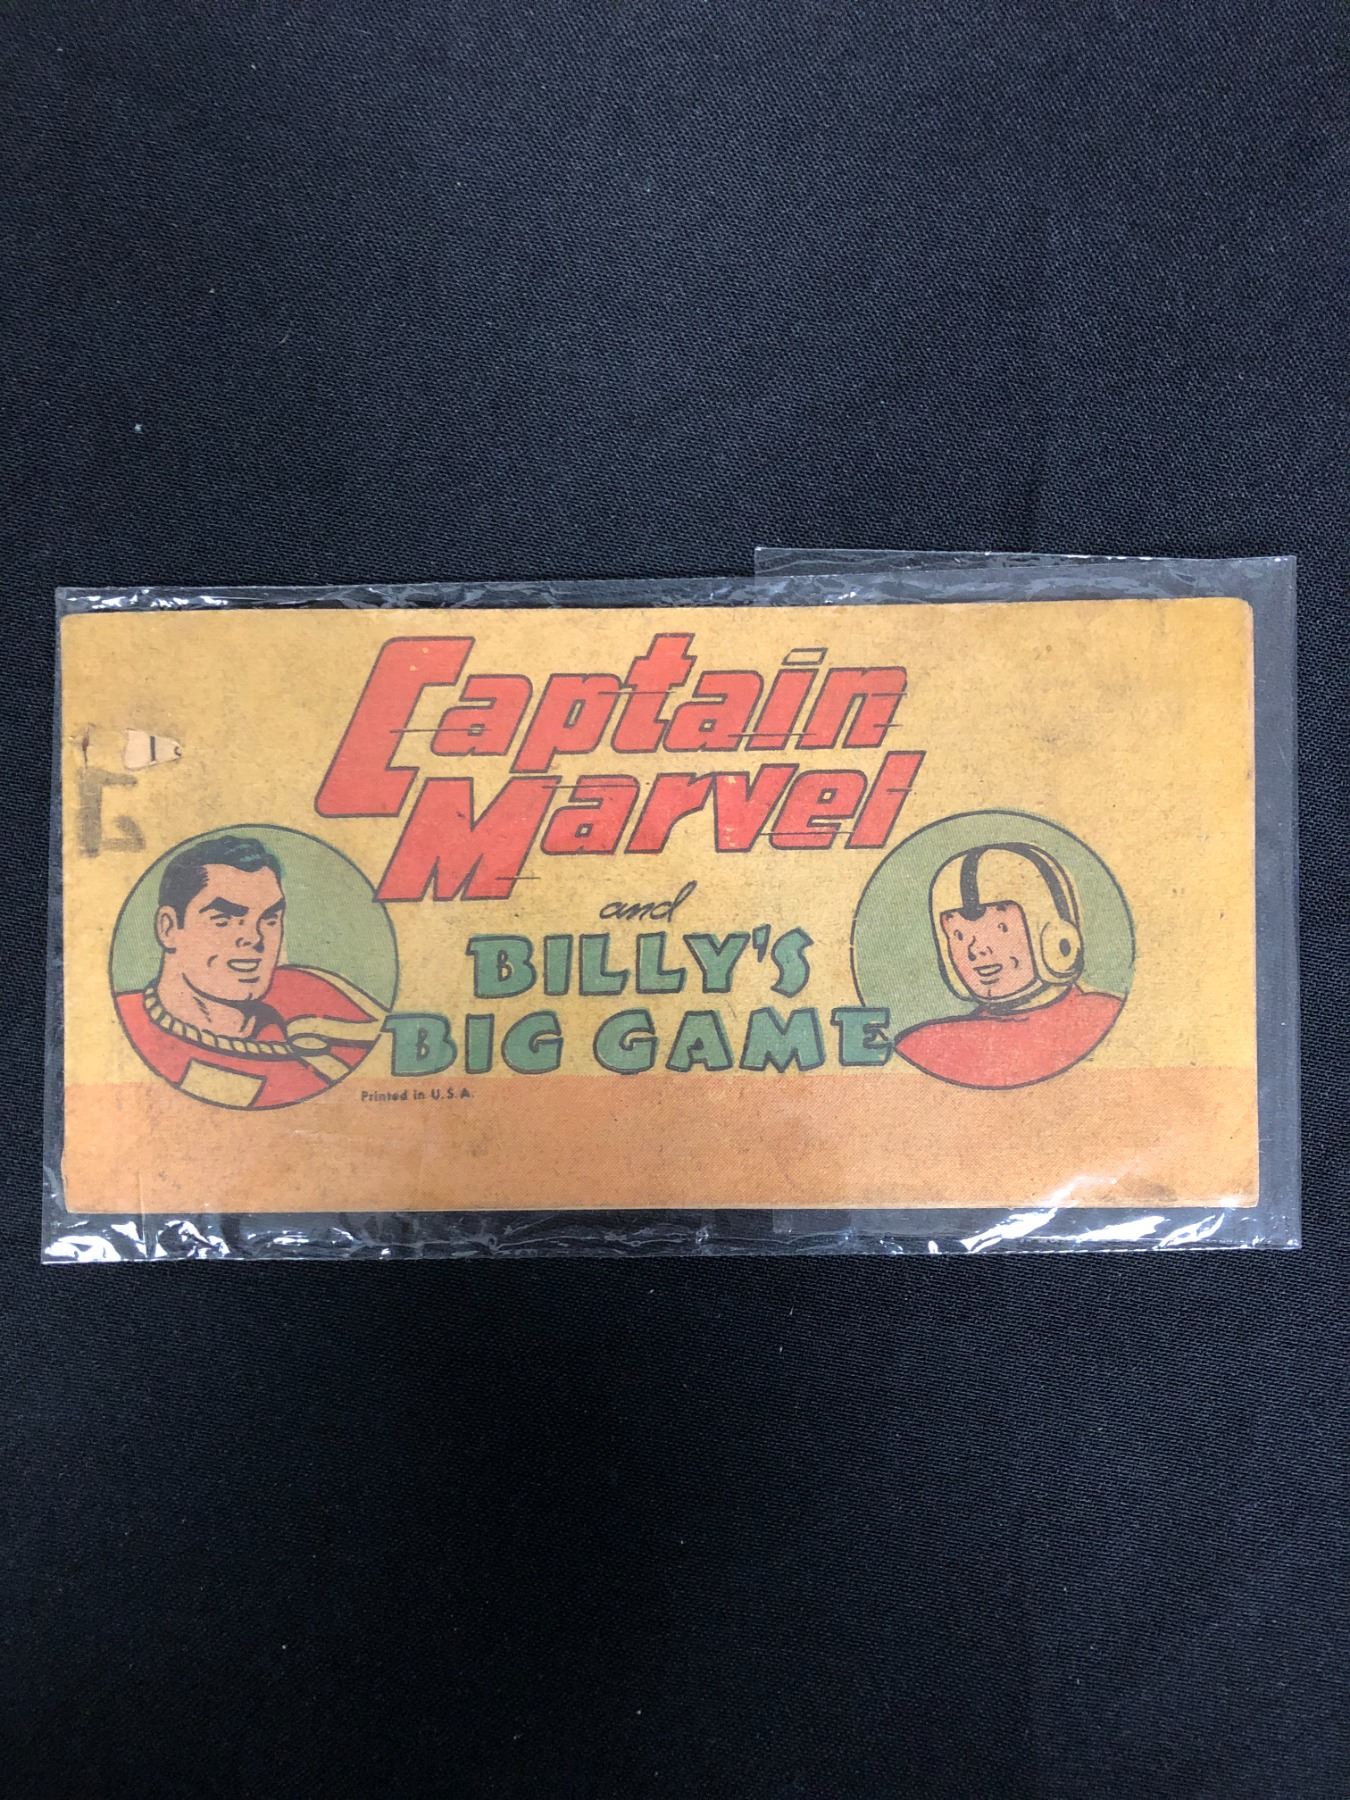 Captain
Marvel
and
BILLY'S
BIG GAME
Printed in U.S.A.